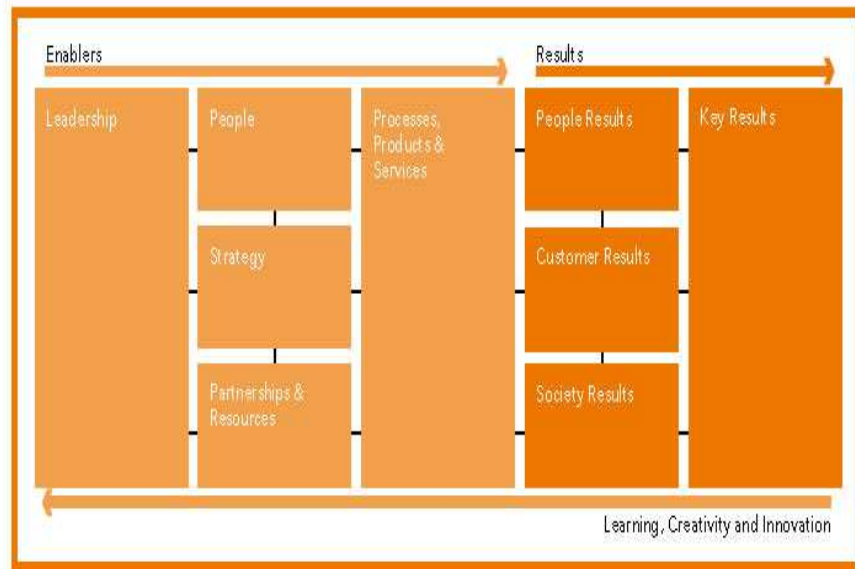 Enablers
Results
Leadership
People
Processes,
Products &
Services
People Results
Key Results
Strategy
Customer Results
Partnerships &
Resources
Society Results
Learning, Creativity and Innovation